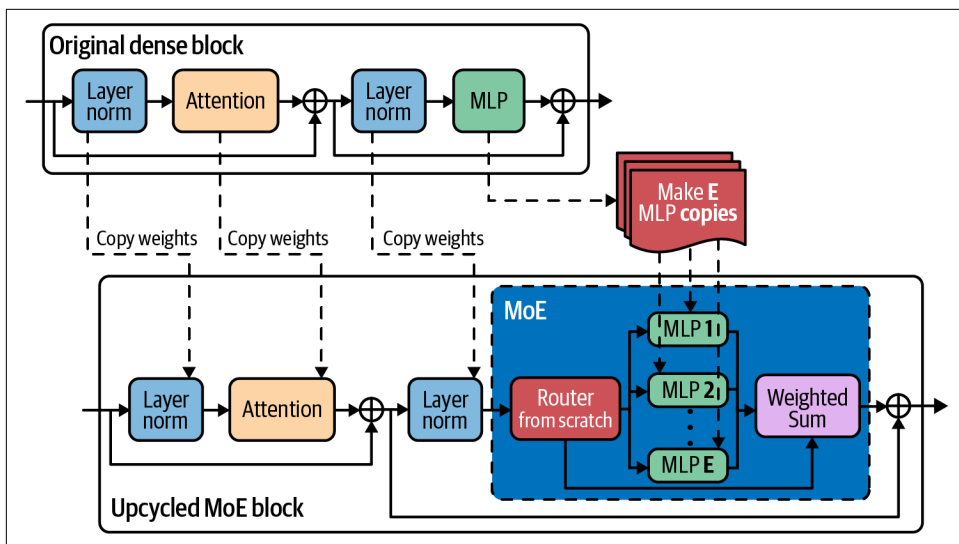 Original dense block
Layer
norm
Attention
Layer
norm
MLP
Make E
MLP copies
Copy weights
Copy weights
Copy weights
MoE
MLP 1
MLP 2
MLP E
Layer
norm
Attention
Layer
norm
Router
from scratch
Weighted
Sum
Upcycled MoE block